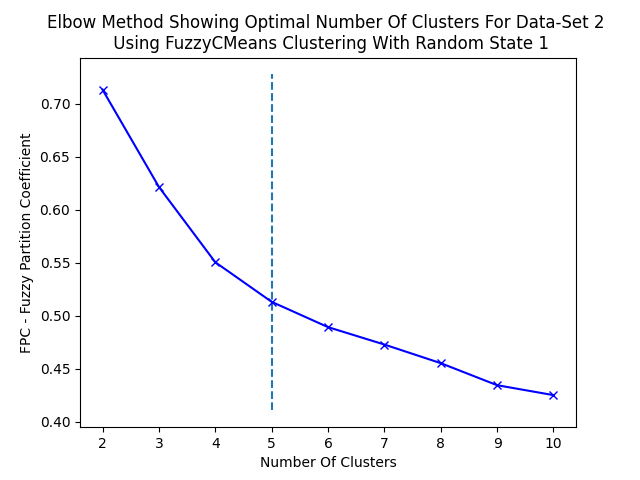 Elbow Method Showing Optimal Number Of Clusters For Data-Set 2
Using FuzzyCMeans Clustering With Random State 1
0.70
0.65
0.60
0.55
0.50
0.45
0.40
FPC - Fuzzy Partition Coefficient
2 3 4 5 6 7 8 9 10
Number Of Clusters